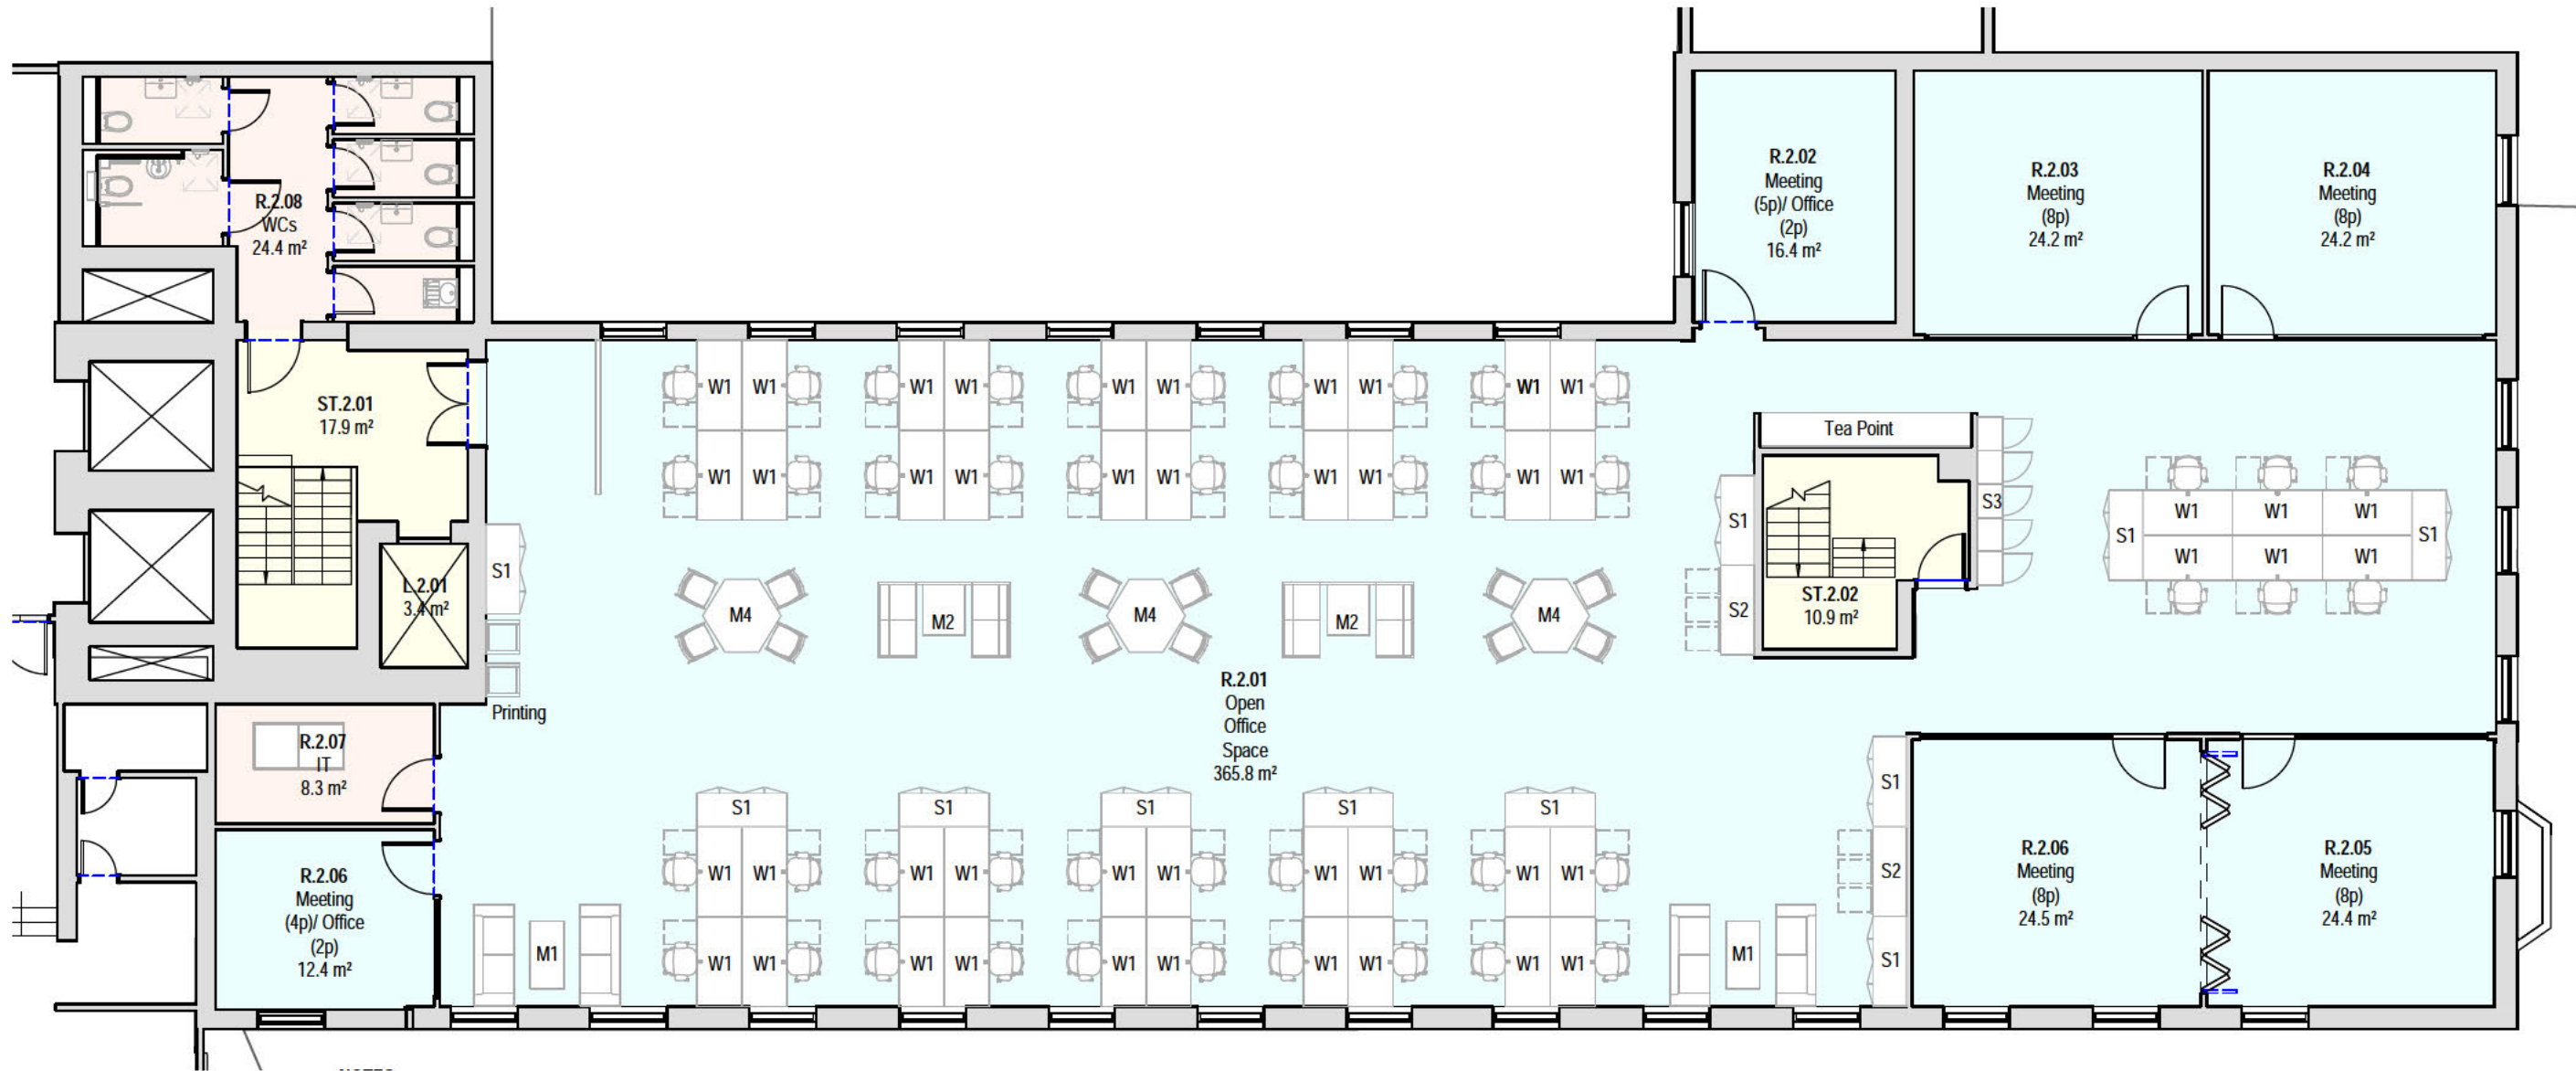 R.2.08
WCs
24.4 m²
R.2.02
Meeting
(5p)/ Office
(2p)
16.4 m²
R.2.03
Meeting
(8p)
24.2 m²
R.2.04
Meeting
(8p)
24.2 m²
ST.2.01
17.9 m²
W1 W1 W1 W1 W1 W1 W1 W1 W1 W1
W1 W1 W1 W1 W1 W1 W1 W1 W1 W1
Tea Point
S1
S3
W1 W1 W1
S1 S1
W1 W1 W1
L.2.01
3.4 m²
S1
M4 M2 M4 M2 M4
S2
ST.2.02
10.9 m²
Printing
R.2.01
Open
Office
Space
365.8 m²
R.2.07
IT
8.3 m²
S1 S1 S1 S1 S1
S1
W1 W1 W1 W1 W1 W1 W1 W1 W1 W1
S2
W1 W1 W1 W1 W1 W1 W1 W1 W1 W1
M1 M1
S1
R.2.06
Meeting
(4p)/ Office
(2p)
12.4 m²
R.2.06
Meeting
(8p)
24.5 m²
R.2.05
Meeting
(8p)
24.4 m²